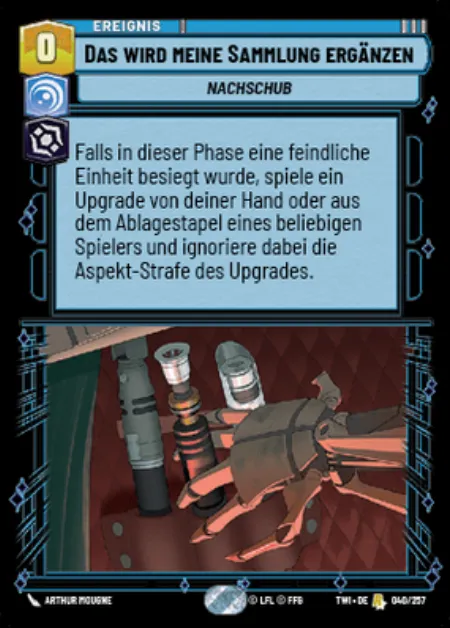 EREIGNIS
0
DAS WIRD MEINE SAMMLUNG ERGÄNZEN
NACHSCHUB
Falls in dieser Phase eine feindliche
Einheit besiegt wurde, spiele ein
Upgrade von deiner Hand oder aus
dem Ablagestapel eines beliebigen
Spielers und ignoriere dabei die
Aspekt-Strafe des Upgrades.
ARTHUR MOUGNE
© LFL © FFG
TWI • DE
040/257